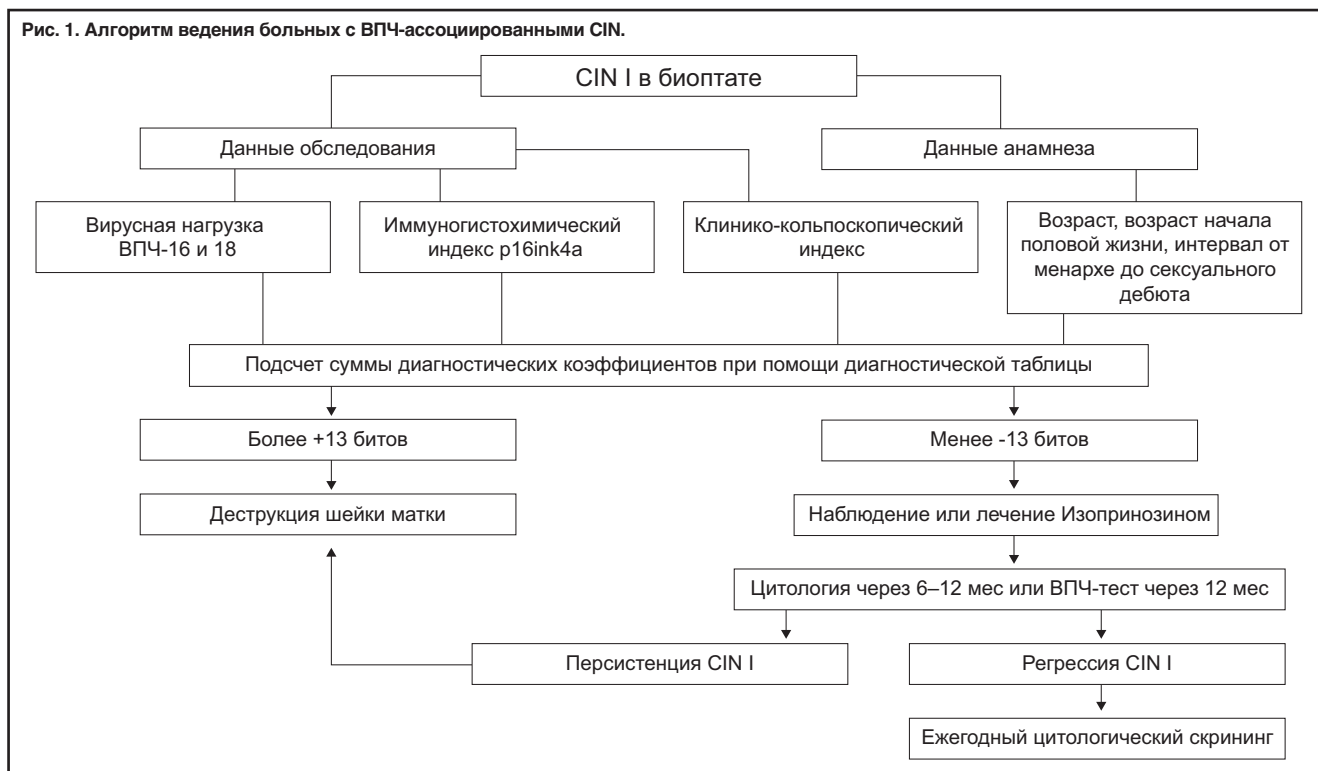 Рис. 1. Алгоритм ведения больных с ВПЧ-ассоциированными CIN.
CIN I в биоптате
Данные обследования
Данные анамнеза
Вирусная нагрузка
ВПЧ-16 и 18
Иммуногистохимический
индекс p16ink4a
Клинико-кольпоскопический
индекс
Возраст, возраст начала
половой жизни, интервал от
менархе до сексуального
дебюта
Подсчет суммы диагностических коэффициентов при помощи диагностической таблицы
Более +13 битов
Менее -13 битов
Деструкция шейки матки
Наблюдение или лечение Изопринозином
Цитология через 6–12 мес или ВПЧ-тест через 12 мес
Персистенция CIN I
Регрессия CIN I
Ежегодный цитологический скрининг